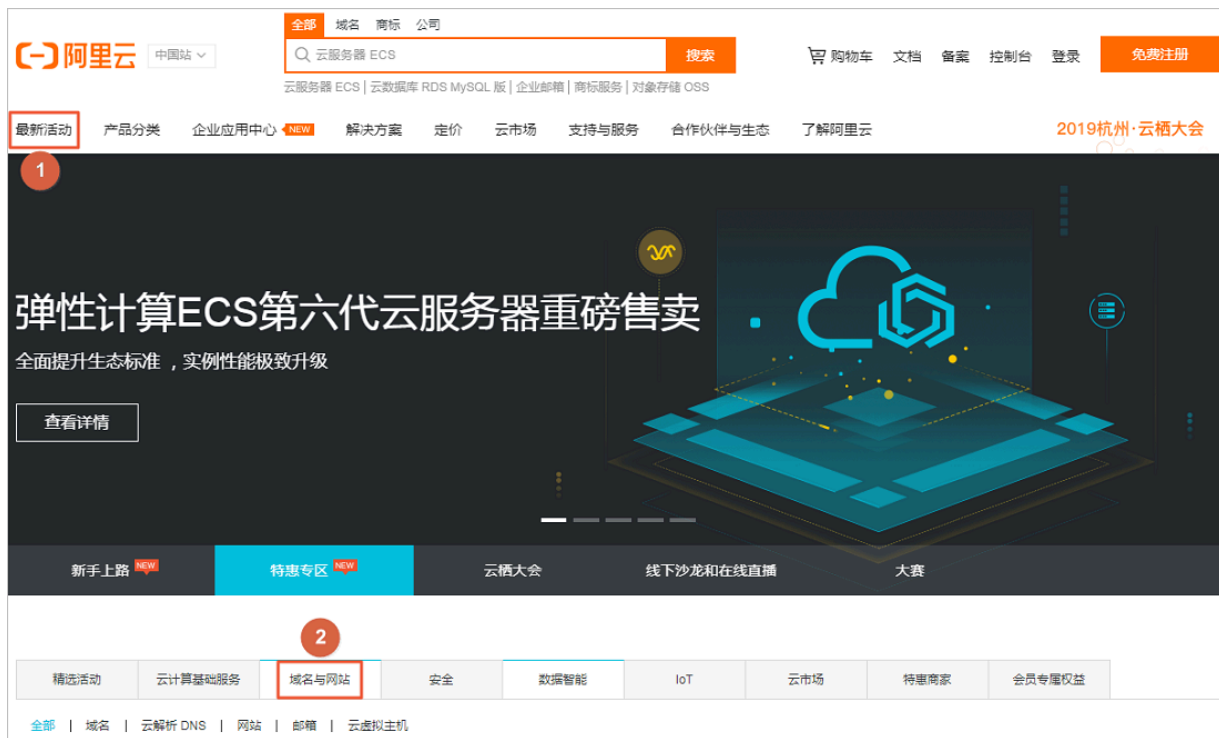 全部 域名 商标 公司
阿里云 中国站 云服务器 ECS 搜索 购物车 文档 备案 控制台 登录 免费注册
云服务器 ECS | 云数据库 RDS MySQL 版 | 企业邮箱 | 商标服务 | 对象存储 OSS
最新活动 产品分类 企业应用中心 NEW 解决方案 定价 云市场 支持与服务 合作伙伴与生态 了解阿里云 2019杭州·云栖大会
1
弹性计算ECS第六代云服务器重磅售卖
全面提升生态标准 ，实例性能极致升级
查看详情
新手上路 NEW 特惠专区 NEW 云栖大会 线下沙龙和在线直播 大赛
2
精选活动 云计算基础服务 域名与网站 安全 数据智能 IoT 云市场 特惠商家 会员专属权益
全部 | 域名 | 云解析 DNS | 网站 | 邮箱 | 云虚拟主机